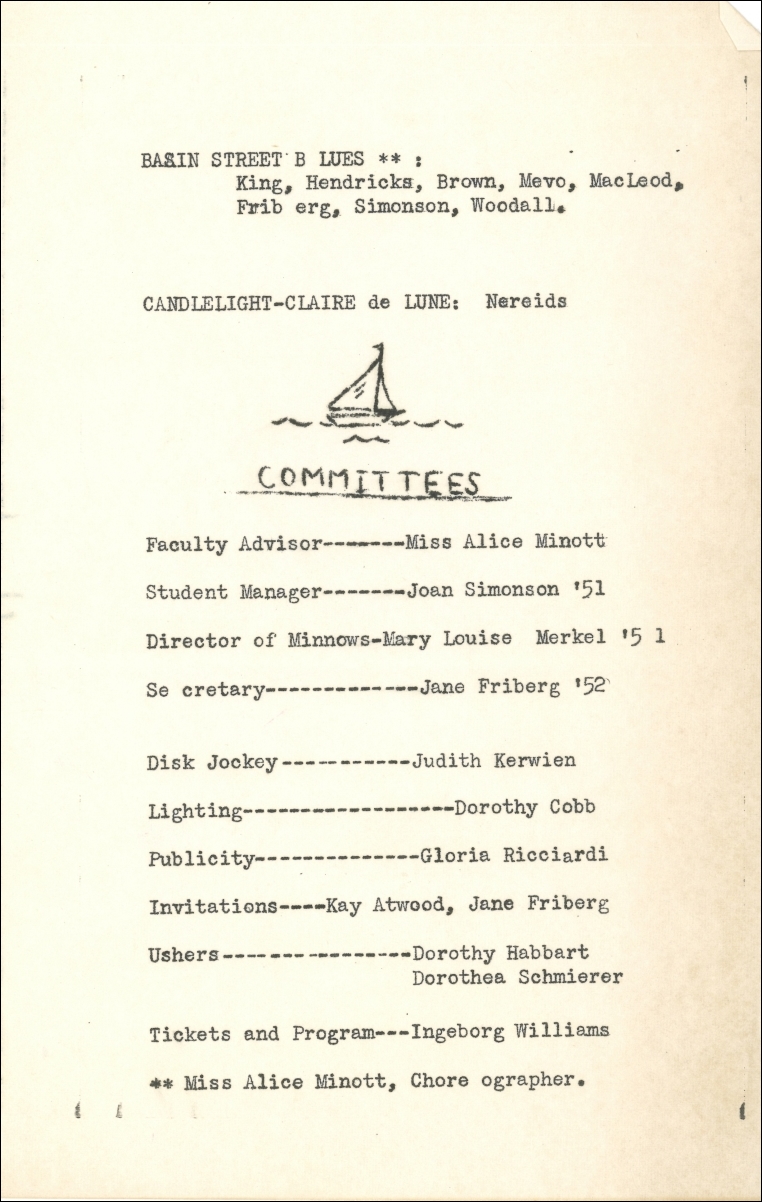 BASIN STREET B LUES ** :
King, Hendricks, Brown, Mevo, MacLeod,
Frib erg, Simonson, Woodall.
CANDLELIGHT-CLAIRE de LUNE: Nereids
COMMITTEES
Faculty Advisor-------Miss Alice Minott
Student Manager-------Joan Simonson '51
Director of Minnows-Mary Louise Merkel '5 1
Se cretary-------------Jane Friberg '52
Disk Jockey-----------Judith Kerwien
Lighting------------------Dorothy Cobb
Publicity--------------Gloria Ricciardi
Invitations----Kay Atwood, Jane Friberg
Ushers----------------Dorothy Habbart
Dorothea Schmierer
Tickets and Program---Ingeborg Williams
** Miss Alice Minott, Chore ographer.